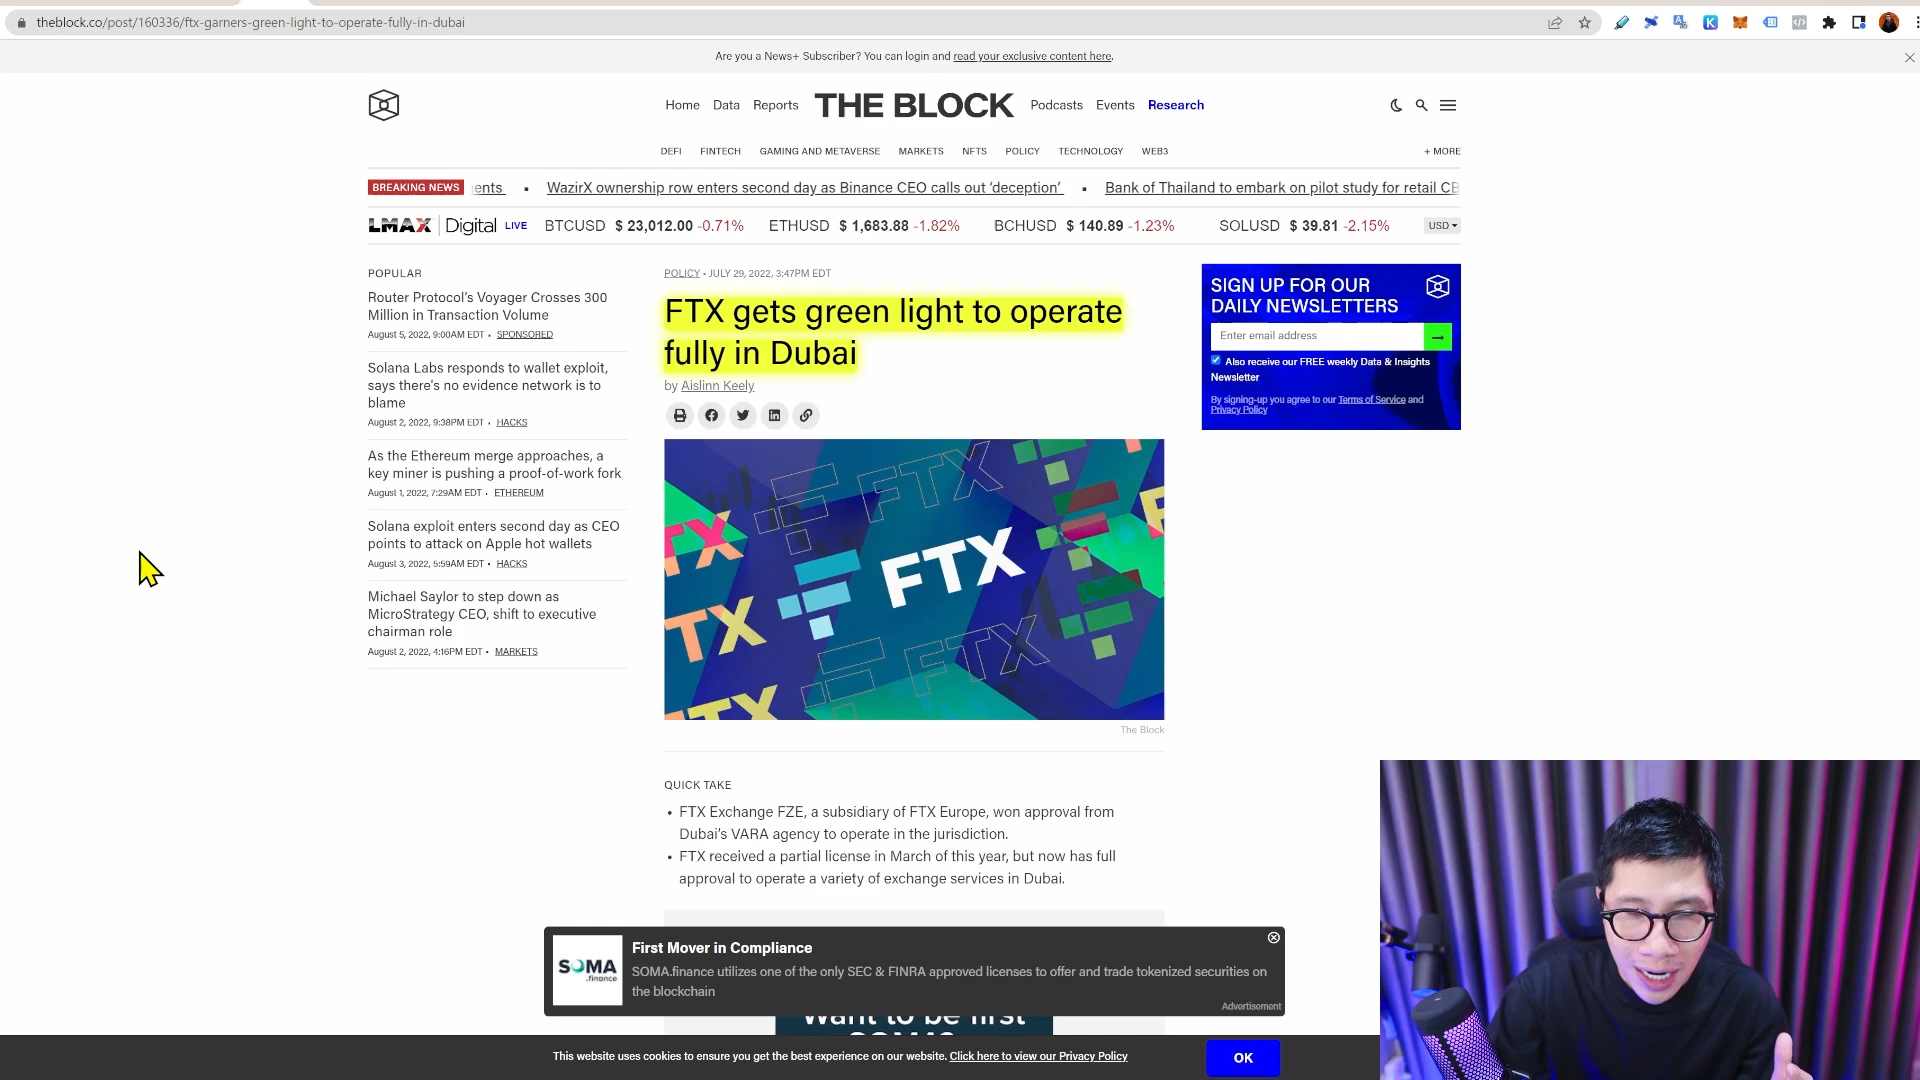 theblock.co/post/160336/ftx-garners-green-light-to-operate-fully-in-dubai
Are you a News+ Subscriber? You can login and read your exclusive content here.
Home Data Reports THE BLOCK Podcasts Events Research
DEFI FINTECH GAMING AND METAVERSE MARKETS NFTS POLICY TECHNOLOGY WEB3 + MORE
BREAKING NEWS ents ▪ WazirX ownership row enters second day as Binance CEO calls out ‘deception’ ▪ Bank of Thailand to embark on pilot study for retail CB
LMAX Digital LIVE BTCUSD $ 23,012.00 -0.71% ETHUSD $ 1,683.88 -1.82% BCHUSD $ 140.89 -1.23% SOLUSD $ 39.81 -2.15% USD
POPULAR
Router Protocol’s Voyager Crosses 300
Million in Transaction Volume
August 5, 2022, 9:00AM EDT • SPONSORED
Solana Labs responds to wallet exploit,
says there's no evidence network is to
blame
August 2, 2022, 9:38PM EDT • HACKS
As the Ethereum merge approaches, a
key miner is pushing a proof-of-work fork
August 1, 2022, 7:29AM EDT • ETHEREUM
Solana exploit enters second day as CEO
points to attack on Apple hot wallets
August 3, 2022, 5:59AM EDT • HACKS
Michael Saylor to step down as
MicroStrategy CEO, shift to executive
chairman role
August 2, 2022, 4:16PM EDT • MARKETS
POLICY • JULY 29, 2022, 3:47PM EDT
FTX gets green light to operate
fully in Dubai
by Aislinn Keely
FTX
FTX
FTX
The Block
QUICK TAKE
• FTX Exchange FZE, a subsidiary of FTX Europe, won approval from
Dubai’s VARA agency to operate in the jurisdiction.
• FTX received a partial license in March of this year, but now has full
approval to operate a variety of exchange services in Dubai.
SIGN UP FOR OUR
DAILY NEWSLETTERS
Enter email address
Also receive our FREE weekly Data & Insights
Newsletter
By signing-up you agree to our Terms of Service and
Privacy Policy
SOMA
.finance
First Mover in Compliance
SOMA.finance utilizes one of the only SEC & FINRA approved licenses to offer and trade tokenized securities on
the blockchain
Advertisement
Want to be first
This website uses cookies to ensure you get the best experience on our website. Click here to view our Privacy Policy
OK